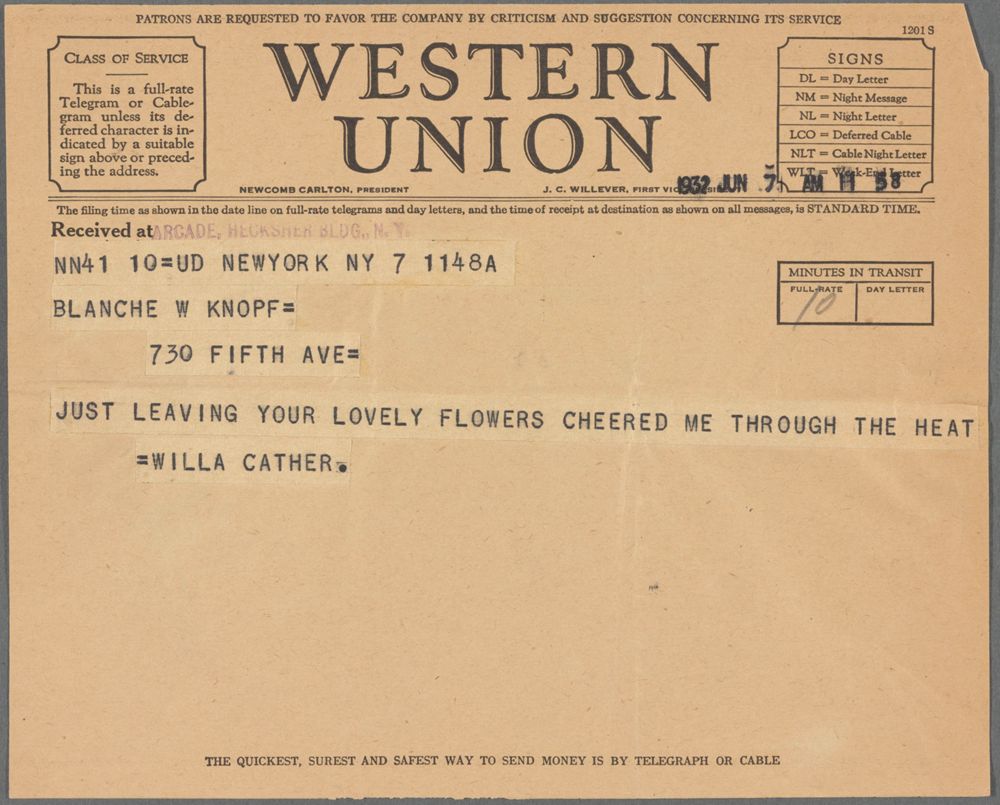 PATRONS ARE REQUESTED TO FAVOR THE COMPANY BY CRITICISM AND SUGGESTION CONCERNING ITS SERVICE
1201 S
CLASS OF SERVICE
This is a full-rate
Telegram or Cable-
gram unless its de-
ferred character is in-
dicated by a suitable
sign above or preced-
ing the address.
WESTERN
UNION
NEWCOMB CARLTON, PRESIDENT
J. C. WILLEVER, FIRST
SIGNS
DL = Day Letter
NM = Night Message
NL = Night Letter
LCO = Deferred Cable
NLT = Cable Night Letter
WLT = Week-End Letter
1932 JUN 7 AM 11 58
The filing time as shown in the date line on full-rate telegrams and day letters, and the time of receipt at destination as shown on all messages, is STANDARD TIME.
Received at ARCADE, HECKSHER BLDG., N. Y.
NN41 10=UD NEWYORK NY 7 1148A
MINUTES IN TRANSIT
FULL-RATE
DAY LETTER
10
BLANCHE W KNOPF=
730 FIFTH AVE=
JUST LEAVING YOUR LOVELY FLOWERS CHEERED ME THROUGH THE HEAT
=WILLA CATHER.
THE QUICKEST, SUREST AND SAFEST WAY TO SEND MONEY IS BY TELEGRAPH OR CABLE